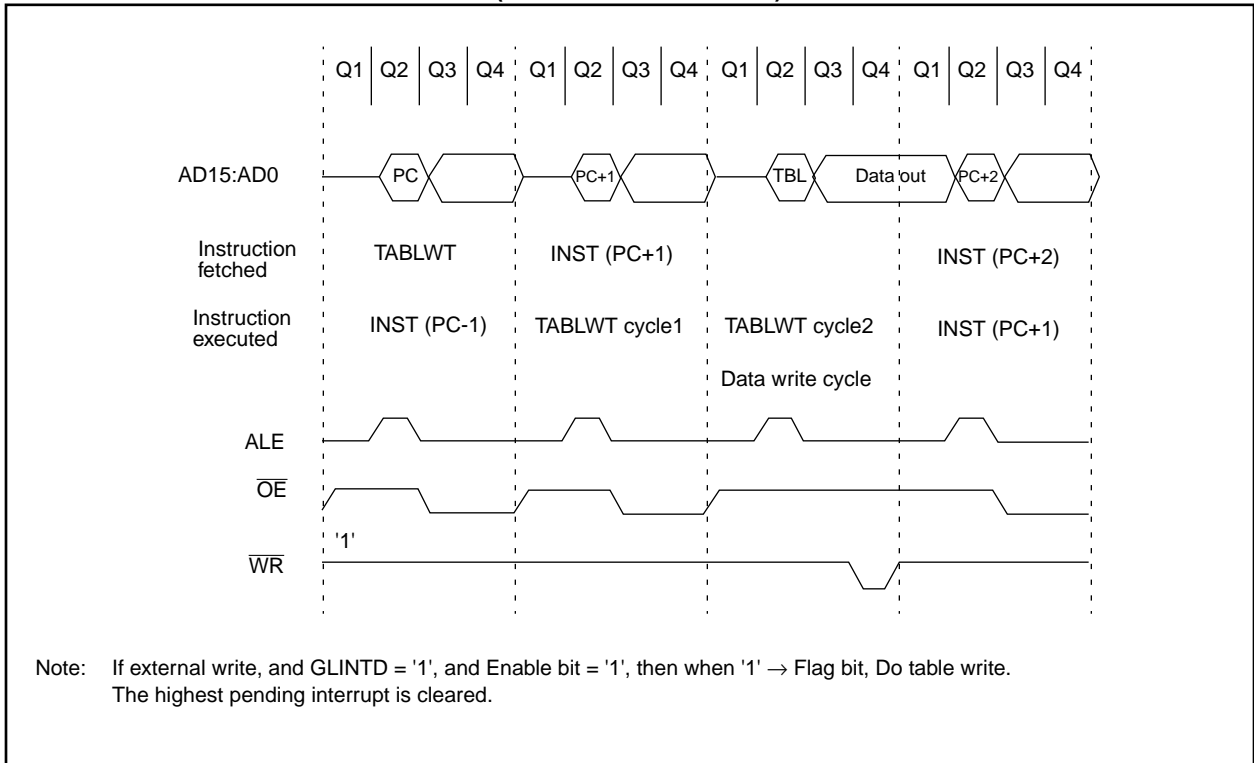 Q1 Q2 Q3 Q4 Q1 Q2 Q3 Q4 Q1 Q2 Q3 Q4 Q1 Q2 Q3 Q4
AD15:AD0 PC PC+1 TBL Data out PC+2
Instruction fetched TABLWT INST (PC+1) INST (PC+2)
Instruction executed INST (PC-1) TABLWT cycle1 TABLWT cycle2 INST (PC+1)
Data write cycle
ALE
OE
'1'
WR
Note: If external write, and GLINTD = '1', and Enable bit = '1', then when '1' → Flag bit, Do table write.
The highest pending interrupt is cleared.